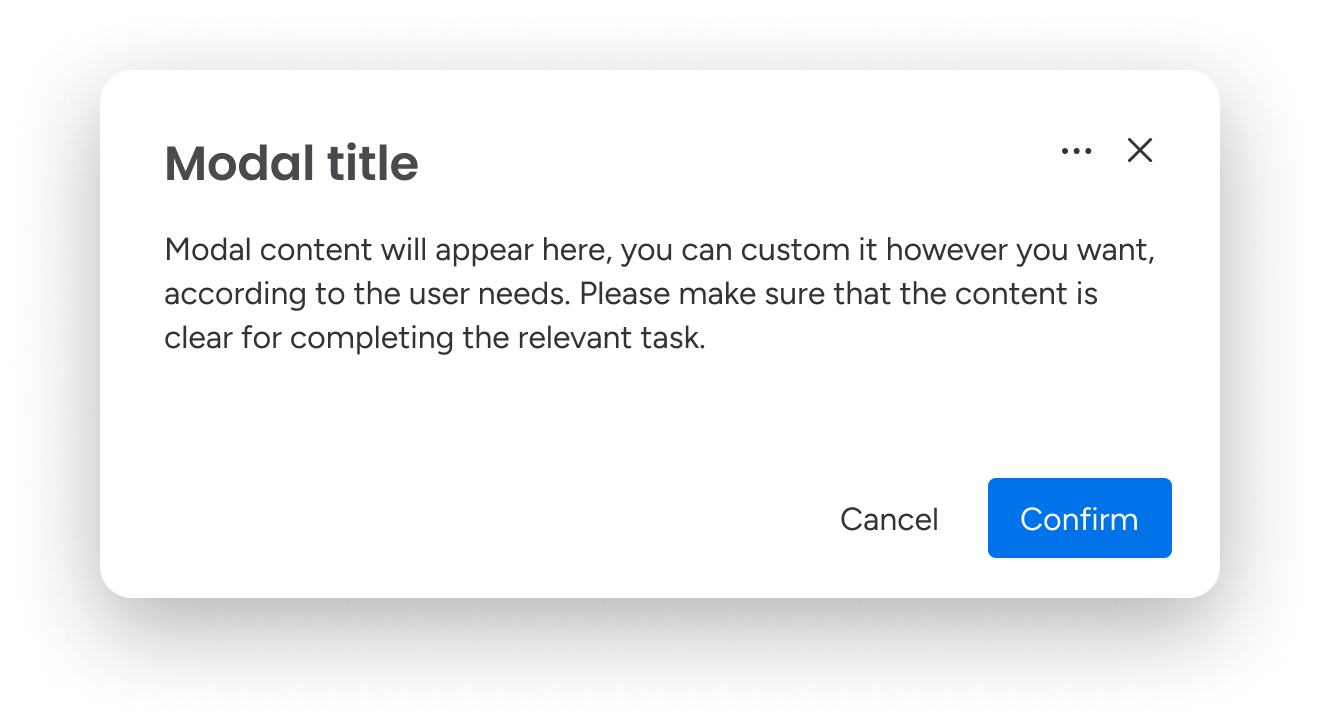 Modal title
Modal content will appear here, you can custom it however you want,
according to the user needs. Please make sure that the content is
clear for completing the relevant task.
Cancel
Confirm